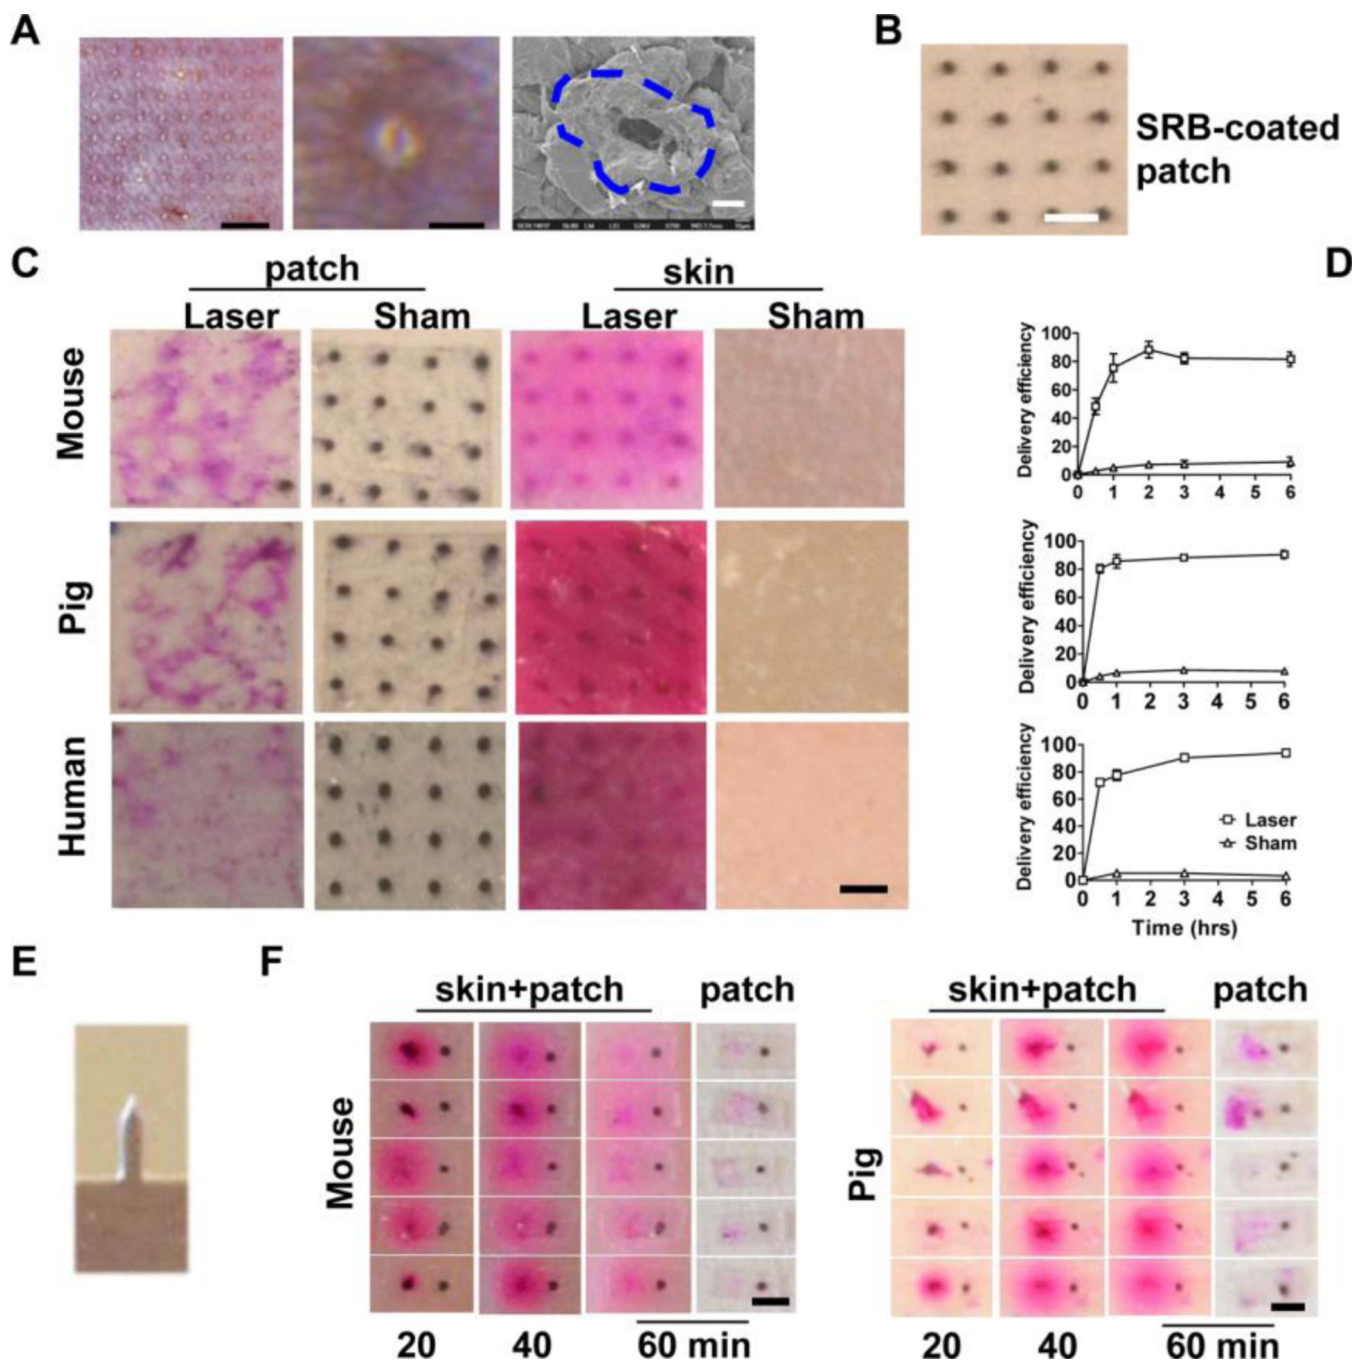 A
B
SRB-coated
patch
C
patch
skin
Laser
Sham
Laser
Sham
Mouse
Pig
Human
D
Delivery efficiency
100
80
60
40
20
0
0
1
2
3
4
5
6
Delivery efficiency
100
80
60
40
20
0
0
1
2
3
4
5
6
Delivery efficiency
100
80
60
40
20
0
Laser
Sham
0
1
2
3
4
5
6
Time (hrs)
E
F
skin+patch
patch
Mouse
20
40
60 min
skin+patch
patch
Pig
20
40
60 min